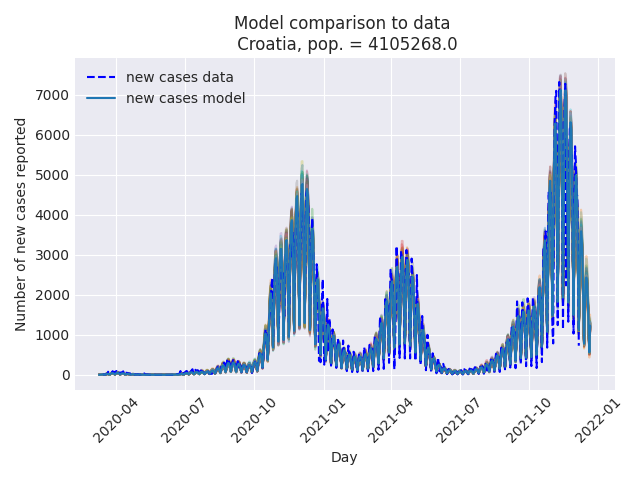 Model comparison to data
Croatia, pop. = 4105268.0
new cases data
new cases model
Number of new cases reported
7000
6000
5000
4000
3000
2000
1000
0
2020-04
2020-07
2020-10
2021-01
2021-04
2021-07
2021-10
2022-01
Day